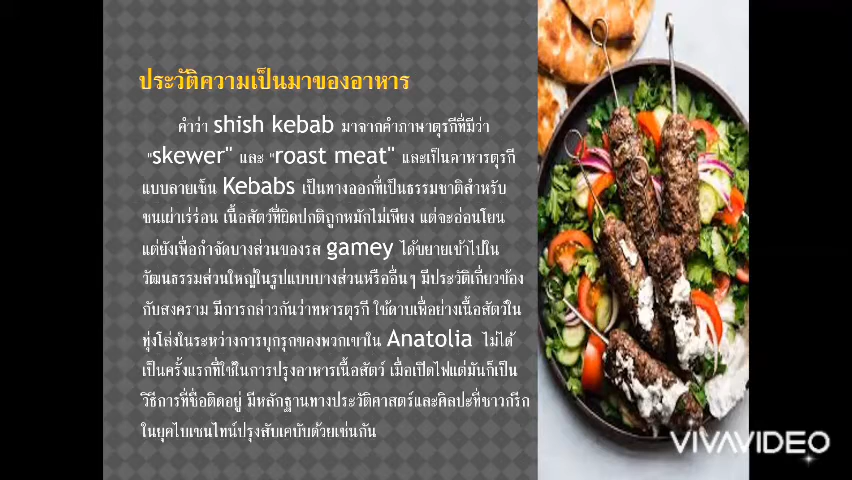 ประวัติความเป็นมาของอาหาร
คำว่า shish kebab มาจากคำภาษาตุรกีที่มีว่า
"skewer" และ "roast meat" และเป็นอาหารตุรกี
แบบลายเซ็น Kebabs เป็นทางออกที่เป็นธรรมชาติสำหรับ
ชนเผ่าเร่ร่อน เนื้อสัตว์ที่ผิดปกติถูกหมักไม่เพียง แต่จะอ่อนโยน
แต่ยังเพื่อกำจัดบางส่วนของรส gamey ได้ขยายเข้าไปใน
วัฒนธรรมส่วนใหญ่ในรูปแบบบางส่วนหรืออื่นๆ มีประวัติเกี่ยวข้อง
กับสงคราม มีการกล่าวกันว่าทหารตุรกี ใช้ดาบเพื่อย่างเนื้อสัตว์ใน
ทุ่งโล่งในระหว่างการบุกรุกของพวกเขาใน Anatolia ไม่ได้
เป็นครั้งแรกที่ใช้ในการปรุงอาหารเนื้อสัตว์ เมื่อเปิดไฟแต่มันก็เป็น
วิธีการที่ชื่อติดอยู่ มีหลักฐานทางประวัติศาสตร์และศิลปะที่ชาวกรีก
ในยุคไบเซนไทน์ปรุงสับเคบับด้วยเช่นกัน
VIVAVIDEO